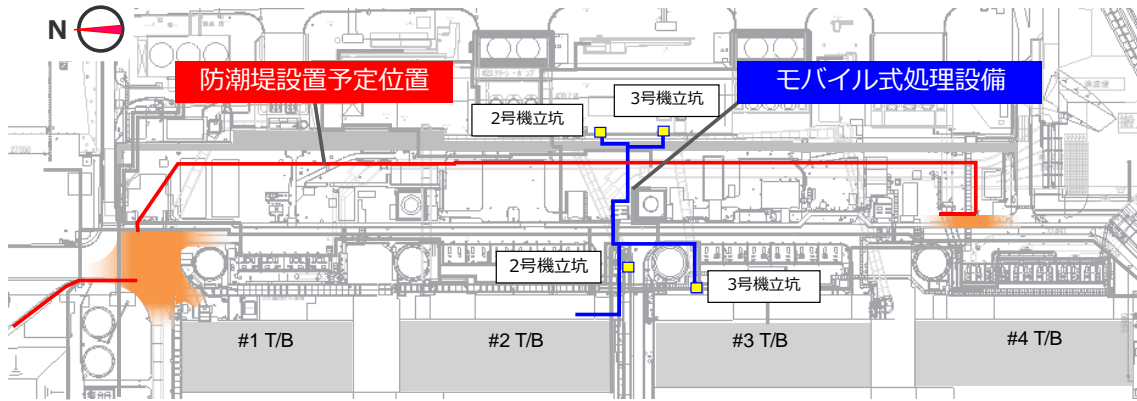 N
防潮堤設置予定位置
モバイル式処理設備
3号機立坑
2号機立坑
2号機立坑
3号機立坑
#1 T/B
#2 T/B
#3 T/B
#4 T/B